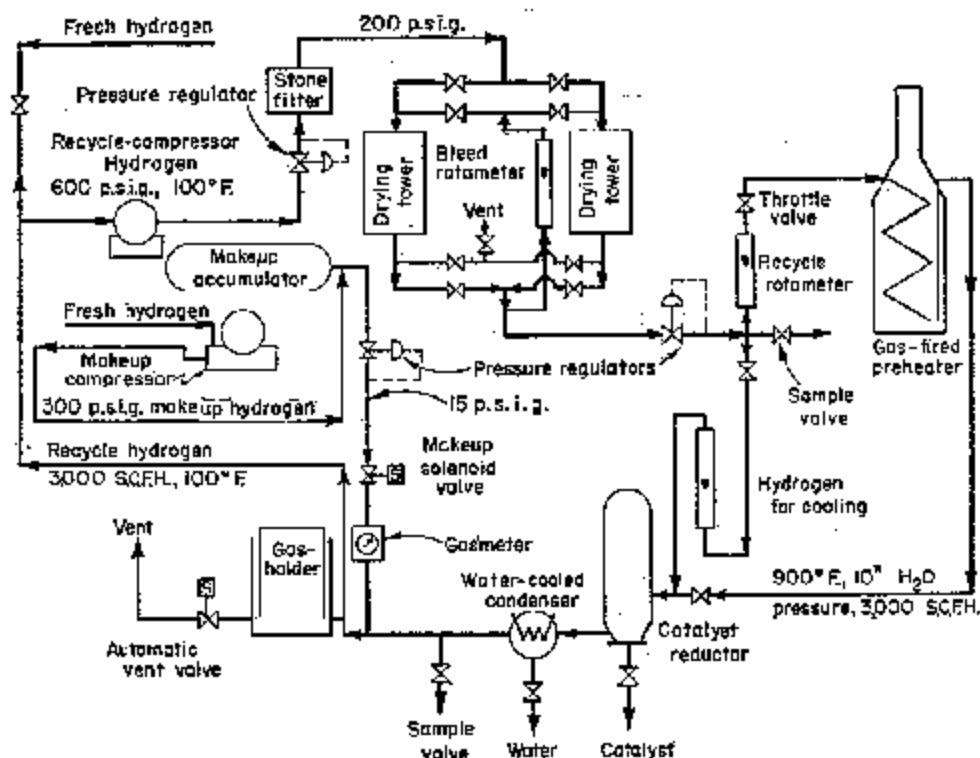 Fresh hydrogen
200 p.s.i.g.
Stone
filter
Pressure regulator
Recycle-compressor
Hydrogen
600 p.s.i.g., 100°F.
Drying
tower
Bleed
rotameter
Drying
tower
Vent
Throttle
valve
Recycle
rotameter
Gas-fired
preheater
Makeup
accumulator
Fresh hydrogen
Makeup
compressor
300 p.s.i.g. makeup hydrogen
Pressure regulators
15 p.s.i.g.
Sample
valve
Recycle hydrogen
3,000 S.C.F.H., 100°F.
Makeup
solenoid
valve
S
Hydrogen
for cooling
Vent
S
Gas-
holder
Gasmeter
Water-cooled
condenser
900°F., 10" H₂O
pressure, 3,000 S.C.F.H.
Automatic
vent valve
Catalyst
reductor
Sample
valve
Water
Catalyst